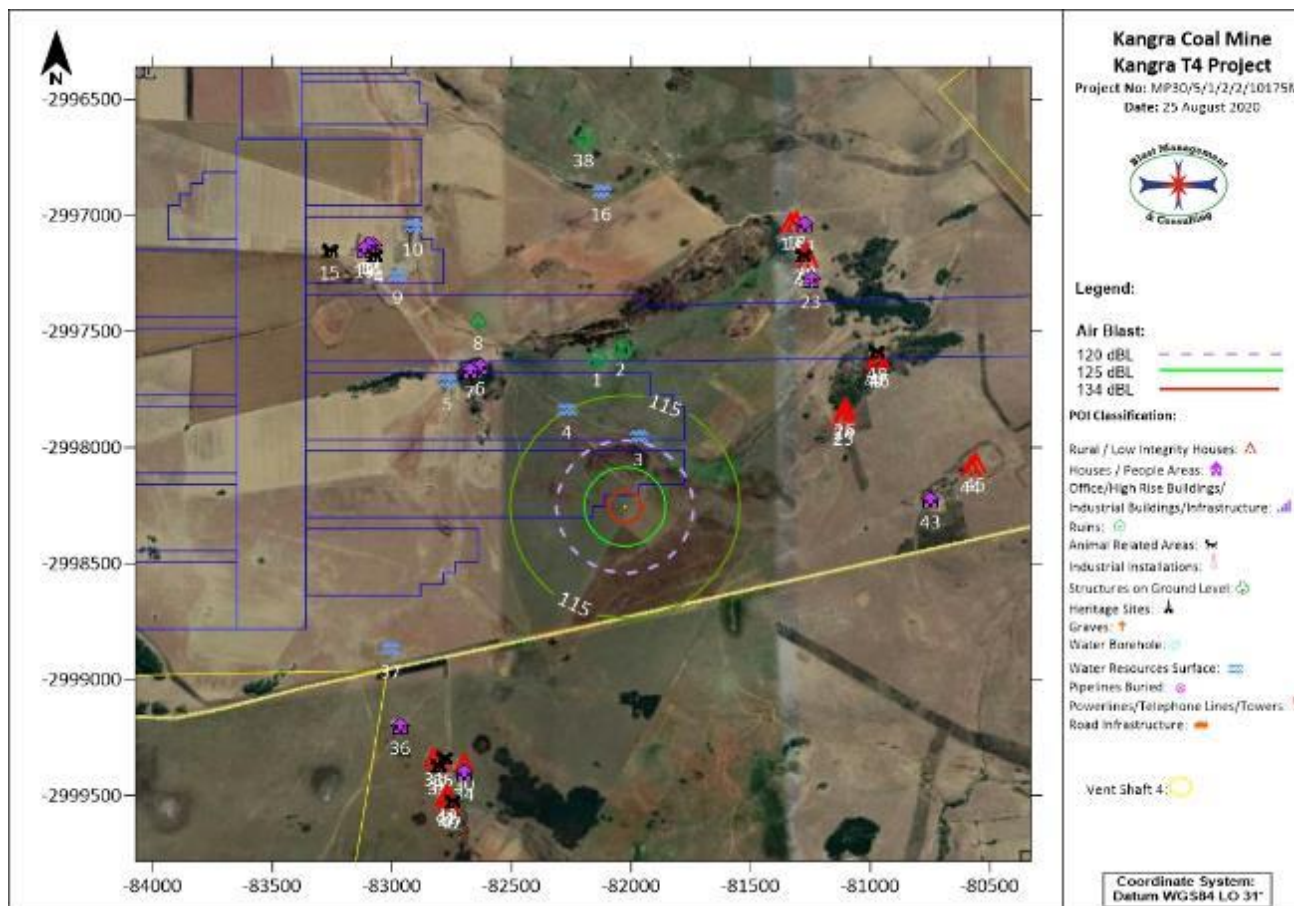 Kangra Coal Mine
Kangra T4 Project
Project No: MP30/5/1/2/2/10175M
Date: 25 August 2020
Blast Management
& Consulting
Legend:
Air Blast:
120 dBL
125 dBL
134 dBL
POI Classification:
Rural / Low Integrity Houses:
Houses / People Areas:
Office/High Rise Buildings/
Industrial Buildings/Infrastructure:
Ruins:
Animal Related Areas:
Industrial Installations:
Structures on Ground Level:
Heritage Sites:
Graves:
Water Borehole:
Water Resources Surface:
Pipelines Buried:
Powerlines/Telephone Lines/Towers:
Road Infrastructure:
Vent Shaft 4:
Coordinate System:
Datum WGS84 LO 31°
N
-2996500
-2997000
-2997500
-2998000
-2998500
-2999000
-2999500
-84000
-83500
-83000
-82500
-82000
-81500
-81000
-80500
38
16
10
15
9
23
8
1
2
6
5
4
3
115
115
43
37
36